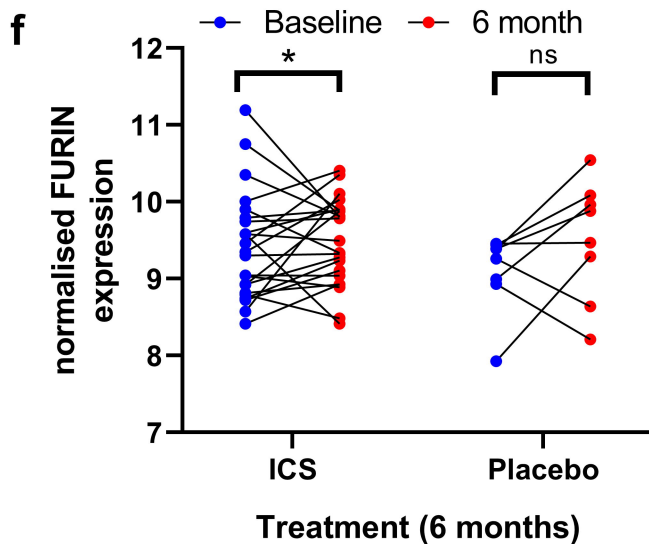 f
Baseline 6 month
* ns
12
11
10
9
8
7
normalised FURIN
expression
ICS Placebo
Treatment (6 months)